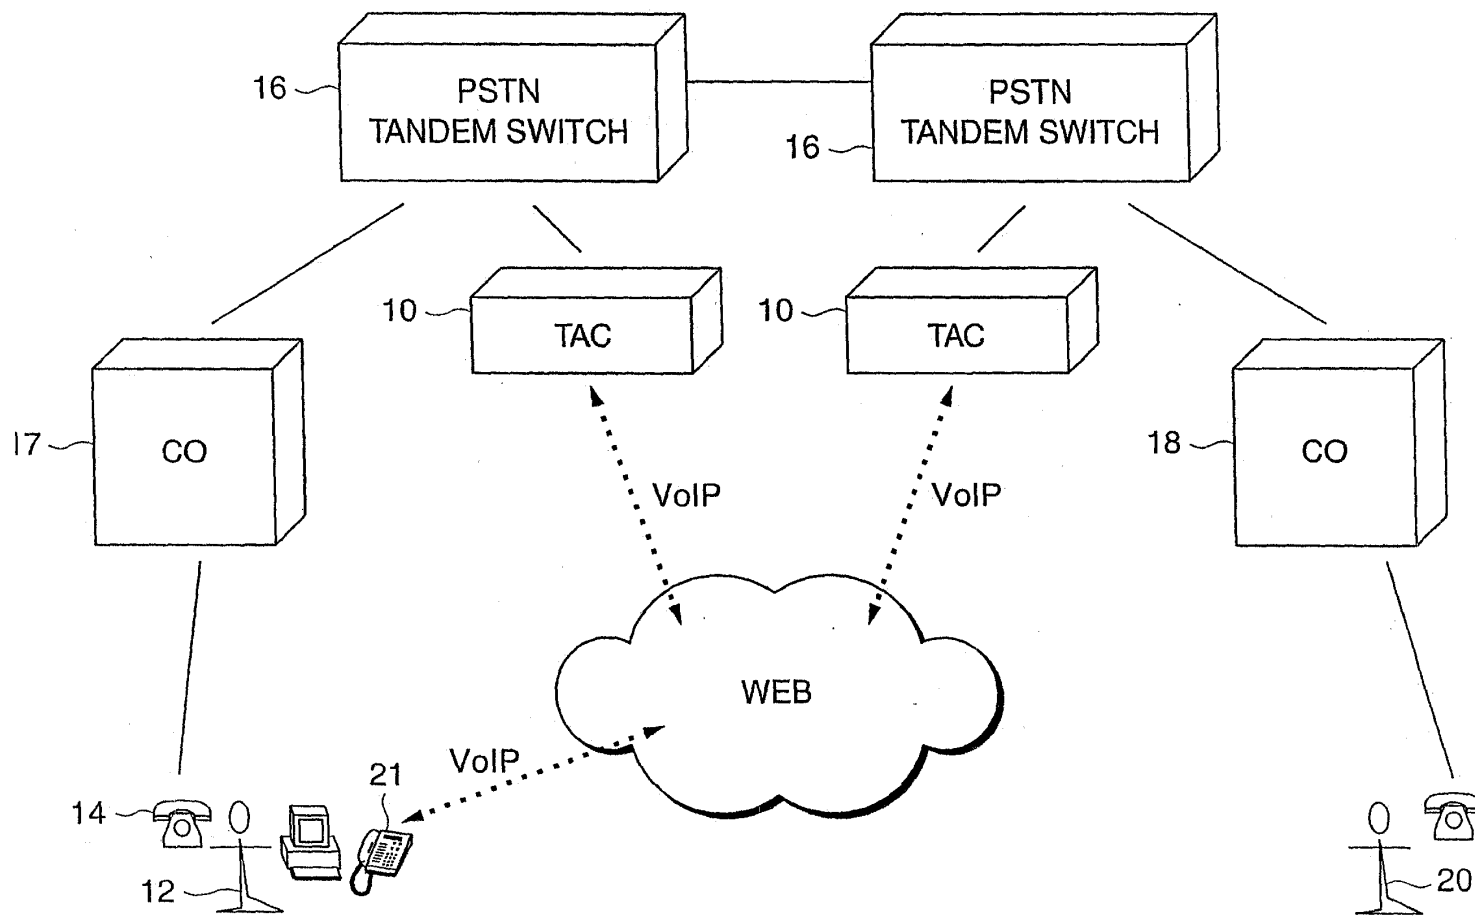 PSTN
TANDEM SWITCH
16
PSTN
TANDEM SWITCH
16
10
TAC
10
TAC
17
CO
18
CO
VoIP
VoIP
WEB
VoIP
21
14
12
20